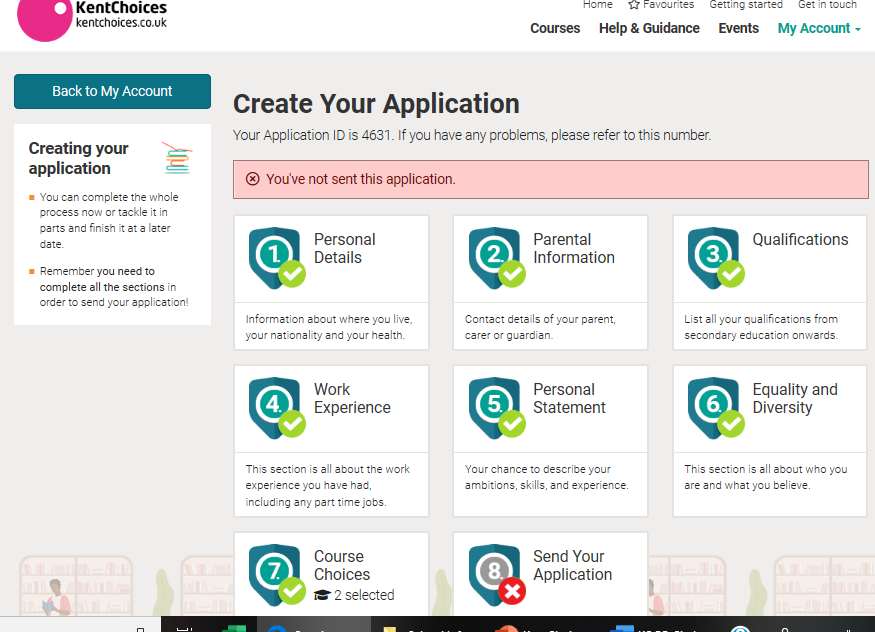 KentChoices
kentchoices.co.uk
Home Favourites Getting started Get in touch
Courses Help & Guidance Events My Account
Back to My Account
Creating your
application
You can complete the whole
process now or tackle it in
parts and finish it at a later
date.
Remember you need to
complete all the sections in
order to send your application!
Create Your Application
Your Application ID is 4631. If you have any problems, please refer to this number.
You've not sent this application.
1
Personal
Details
Information about where you live,
your nationality and your health.
2.
Parental
Information
Contact details of your parent,
carer or guardian.
3
Qualifications
List all your qualifications from
secondary education onwards.
4.
Work
Experience
This section is all about the work
experience you have had,
including any part time jobs.
5.
Personal
Statement
Your chance to describe your
ambitions, skills, and experience.
6.
Equality and
Diversity
This section is all about who you
are and what you believe.
7.
Course
Choices
2 selected
8.
Send Your
Application